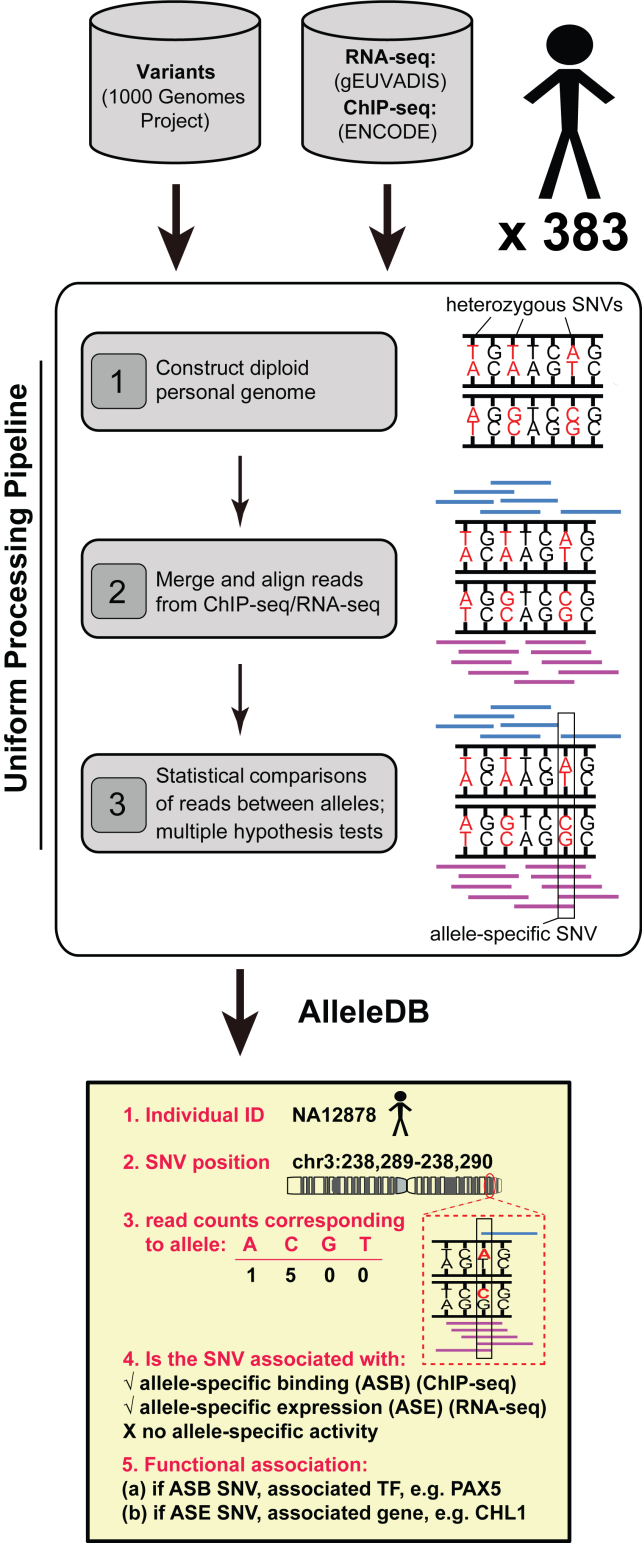 Variants
(1000 Genomes
Project)
RNA-seq:
(gEUVADIS)
ChIP-seq:
(ENCODE)
x 383
Uniform Processing Pipeline
heterozygous SNVs
1
Construct diploid
personal genome
T G T T C A G
A C A A G T C
A G G T C C G
T C C A G G C
2
Merge and align reads
from ChIP-seq/RNA-seq
T G T T C A G
A C A A G T C
A G G T C C G
T C C A G G C
3
Statistical comparisons
of reads between alleles;
multiple hypothesis tests
T G T T C A G
A C A A G T C
A G G T C C G
T C C A G G C
allele-specific SNV
AlleleDB
1. Individual ID NA12878
2. SNV position chr3:238,289-238,290
3. read counts corresponding
to allele: A C G T
1 5 0 0
T C A G
A G T C
T C C G
A G G C
4. Is the SNV associated with:
√ allele-specific binding (ASB) (ChIP-seq)
√ allele-specific expression (ASE) (RNA-seq)
X no allele-specific activity
5. Functional association:
(a) if ASB SNV, associated TF, e.g. PAX5
(b) if ASE SNV, associated gene, e.g. CHL1